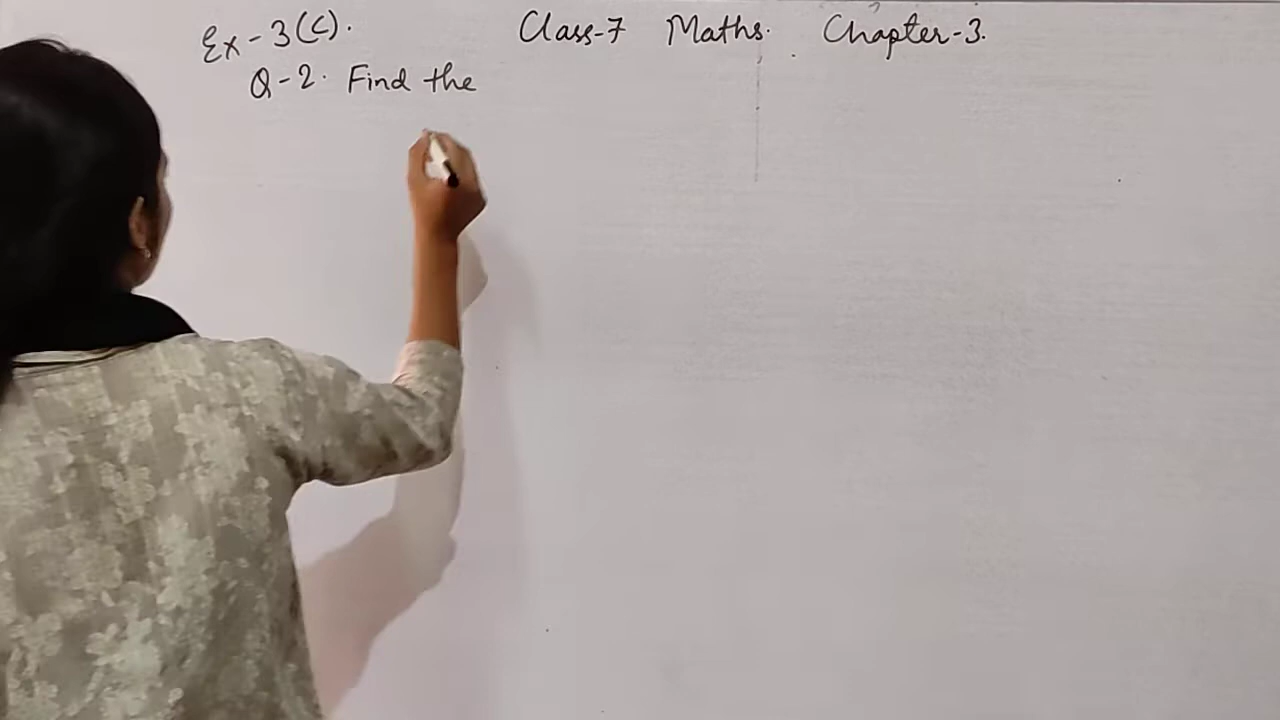 Ex-3(c). Class-7 Maths. Chapter-3.
Q-2. Find the